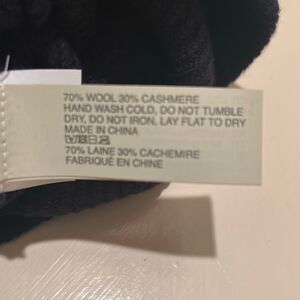 70% WOOL 30% CASHMERE
HAND WASH COLD, DO NOT TUMBLE
DRY, DO NOT IRON, LAY FLAT TO DRY
MADE IN CHINA
70% LAINE 30% CACHEMIRE
FABRIQUÉ EN CHINE